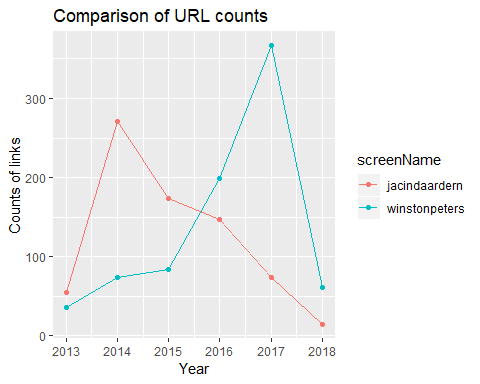 Comparison of URL counts
Counts of links
300
200
100
0
2013 2014 2015 2016 2017 2018
Year
screenName
jacindaardern
winstonpeters